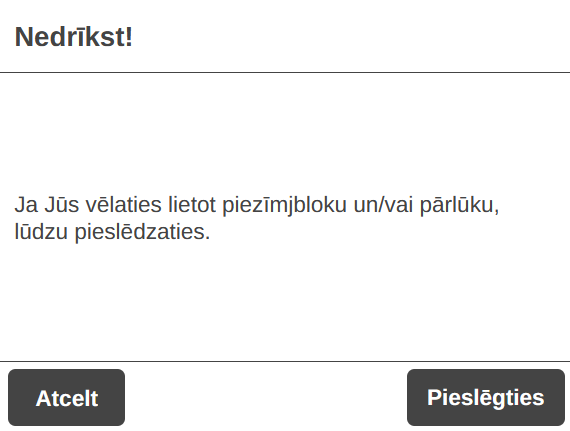 Nedrīkst!
Ja Jūs vēlaties lietot piezīmjbloku un/vai pārlūku,
lūdzu pieslēdzaties.
Atcelt
Pieslēgties